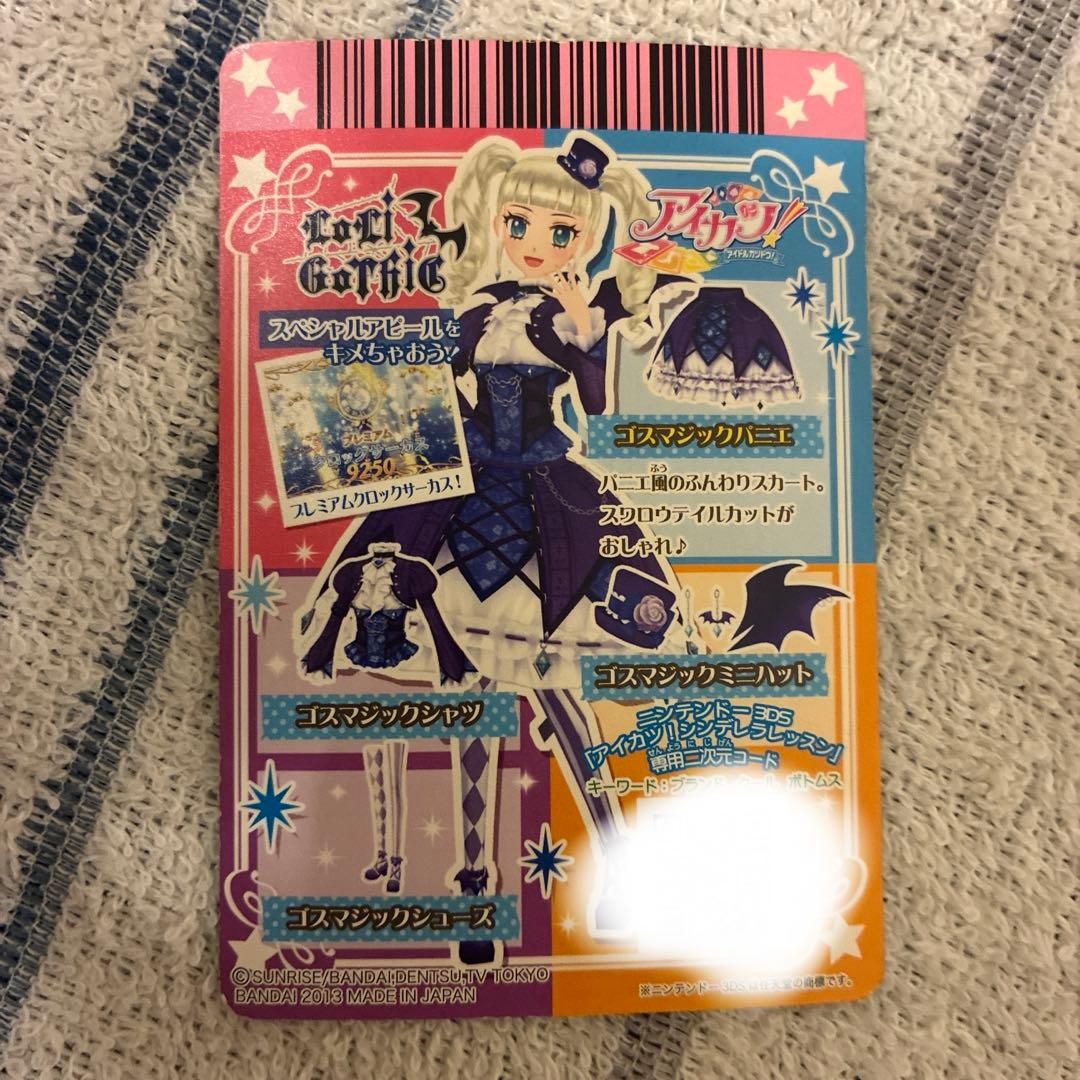 LoLi GoThic
アイカツ!
アイドルカツドウ!
スペシャルアピールを
キメちゃおう!
プレミアム
クロックサーカス
9250
プレミアムクロックサーカス!
ゴスマジックパニエ
パニエ風のふんわりスカート。
スワロウテイルカットが
おしゃれ♪
ゴスマジックシャツ
ゴスマジックミニハット
ニンテンドー3DS
「アイカツ!シンデレラレッスン」
専用二次元コード
キーワード:ブランド クール ボトムス
ゴスマジックシューズ
©SUNRISE/BANDAI,DENTSU,TV TOKYO
BANDAI 2013 MADE IN JAPAN
※ニンテンドー3DSは任天堂の商標です。